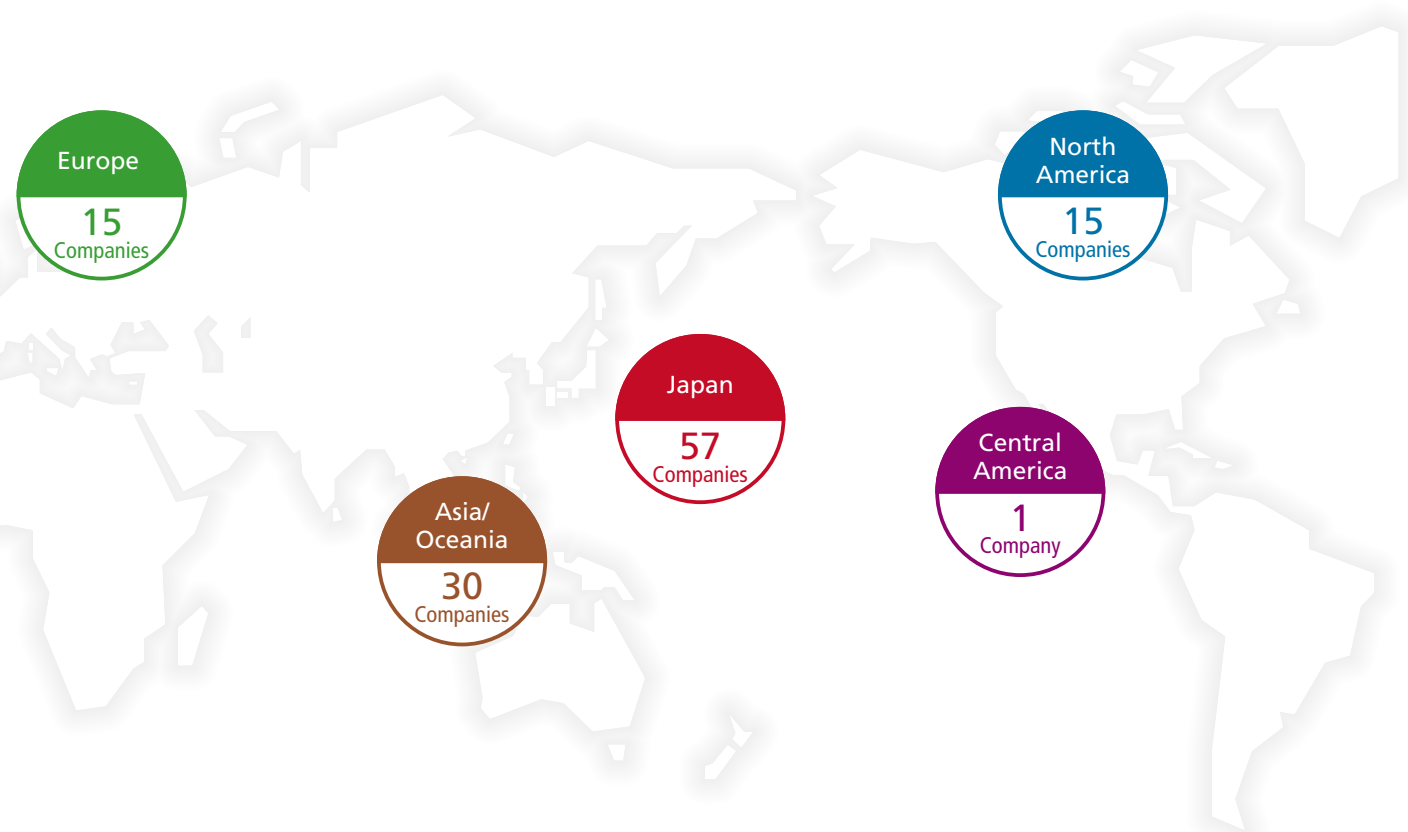 Europe
15
Companies
North
America
15
Companies
Japan
57
Companies
Central
America
1
Company
Asia/
Oceania
30
Companies